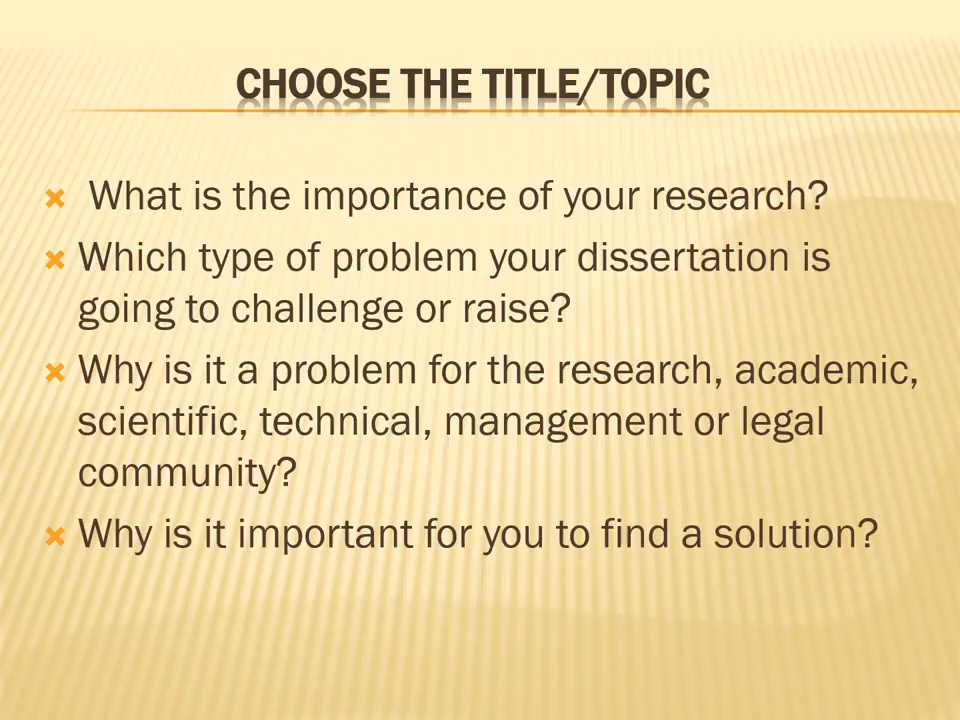 CHOOSE THE TITLE/TOPIC
What is the importance of your research?
Which type of problem your dissertation is
going to challenge or raise?
Why is it a problem for the research, academic,
scientific, technical, management or legal
community?
Why is it important for you to find a solution?